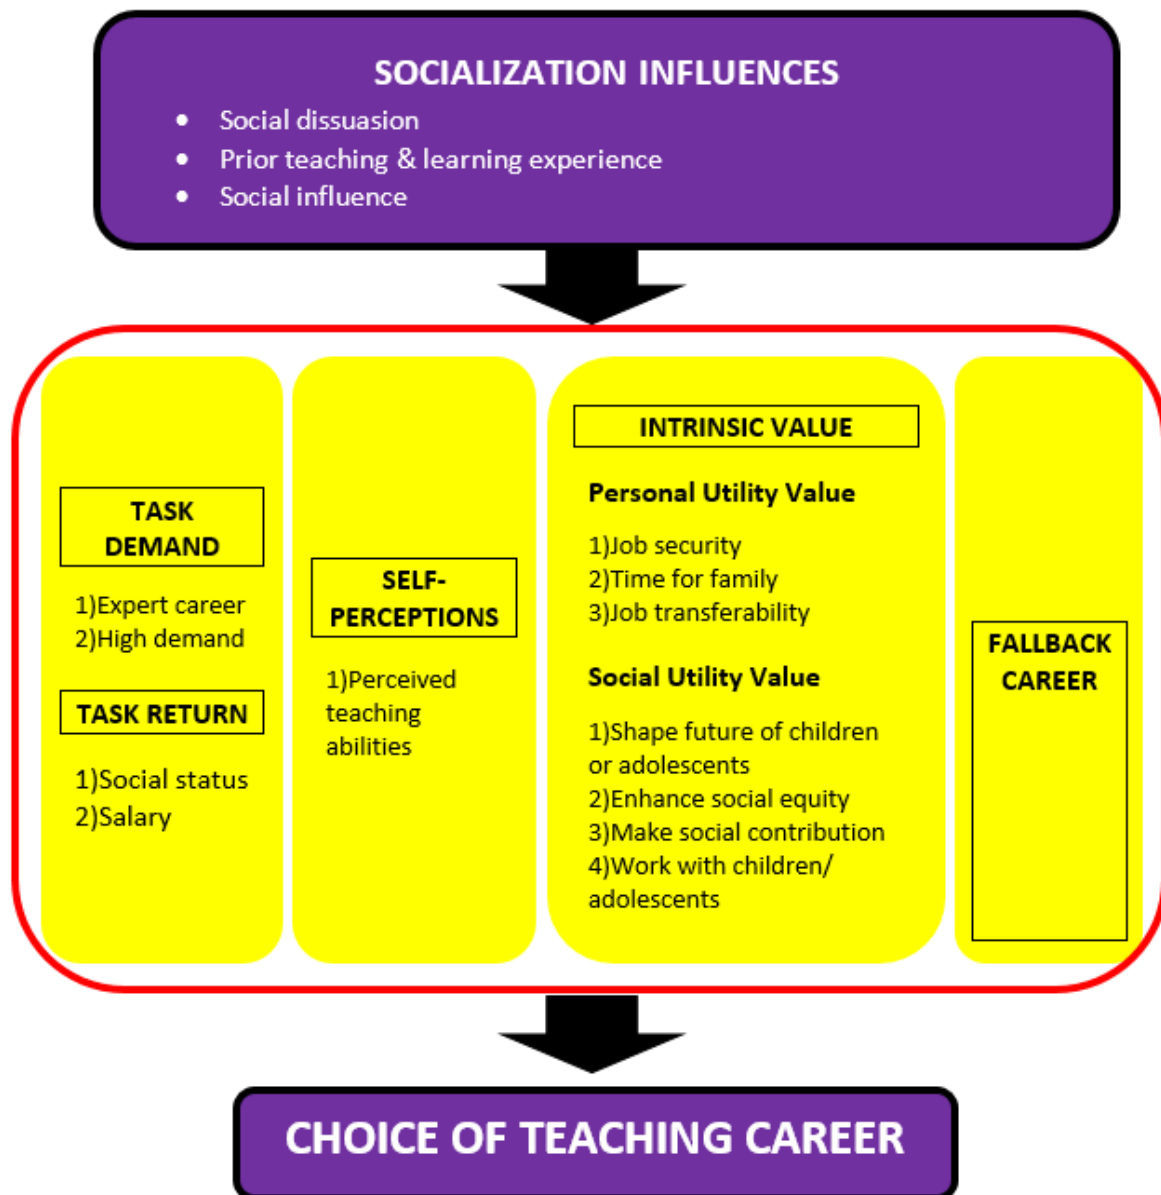 SOCIALIZATION INFLUENCES
• Social dissuasion
• Prior teaching & learning experience
• Social influence
TASK
DEMAND
1)Expert career
2)High demand
TASK RETURN
1)Social status
2)Salary
SELF-
PERCEPTIONS
1)Perceived
teaching
abilities
INTRINSIC VALUE
Personal Utility Value
1)Job security
2)Time for family
3)Job transferability
Social Utility Value
1)Shape future of children
or adolescents
2)Enhance social equity
3)Make social contribution
4)Work with children/
adolescents
FALLBACK
CAREER
CHOICE OF TEACHING CAREER